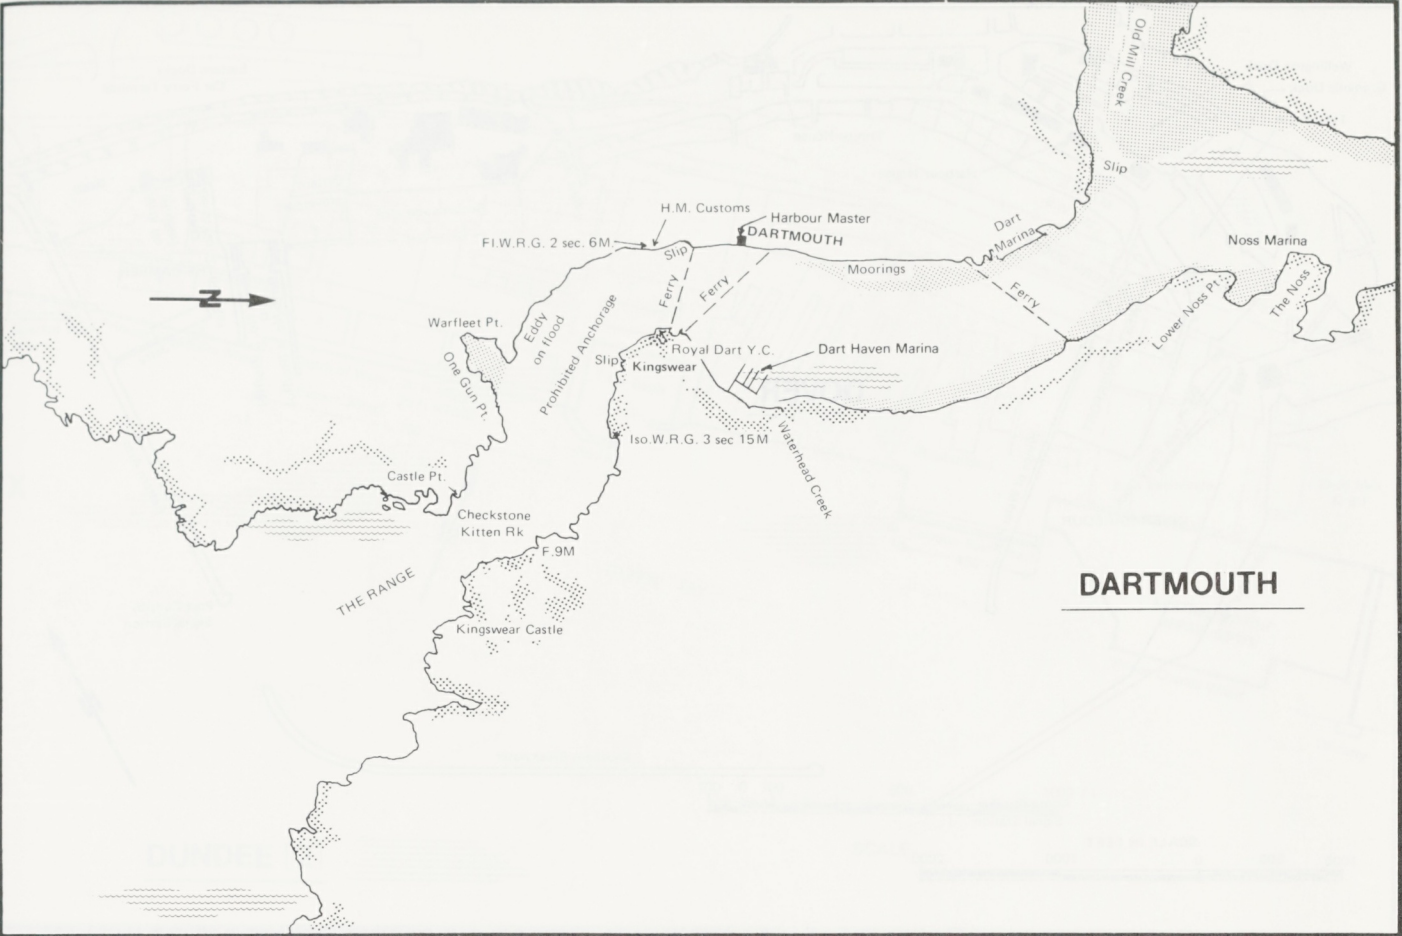 Old Mill Creek
Slip
H.M. Customs
Harbour Master
DARTMOUTH
Fl.W.R.G. 2 sec. 6M.
Slip
Dart
Marina
Noss Marina
Moorings
Ferry
Ferry
Ferry
The Noss
Lower Noss Pt.
N
Warfleet Pt.
Eddy
on flood
Prohibited Anchorage
One Gun Pt.
Slip
Royal Dart Y.C.
Kingswear
Dart Haven Marina
Iso.W.R.G. 3 sec 15M
Waterhead Creek
Castle Pt.
Checkstone
Kitten Rk
F.9M
THE RANGE
Kingswear Castle
DARTMOUTH
DUNDEE